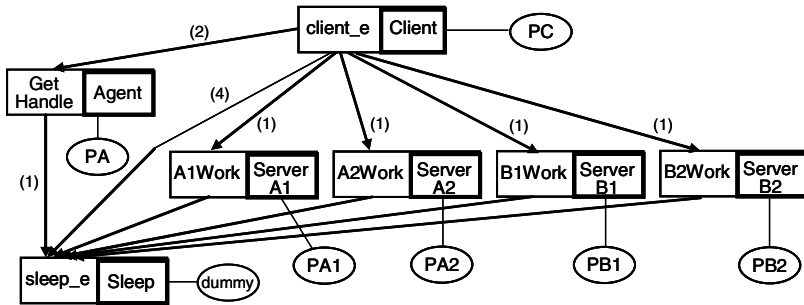 client_e Client PC
(2)
Get Handle Agent
(4)
(1) (1) (1) (1)
PA
A1Work Server A1
A2Work Server A2
B1Work Server B1
B2Work Server B2
(1)
sleep_e Sleep dummy
PA1 PA2 PB1 PB2